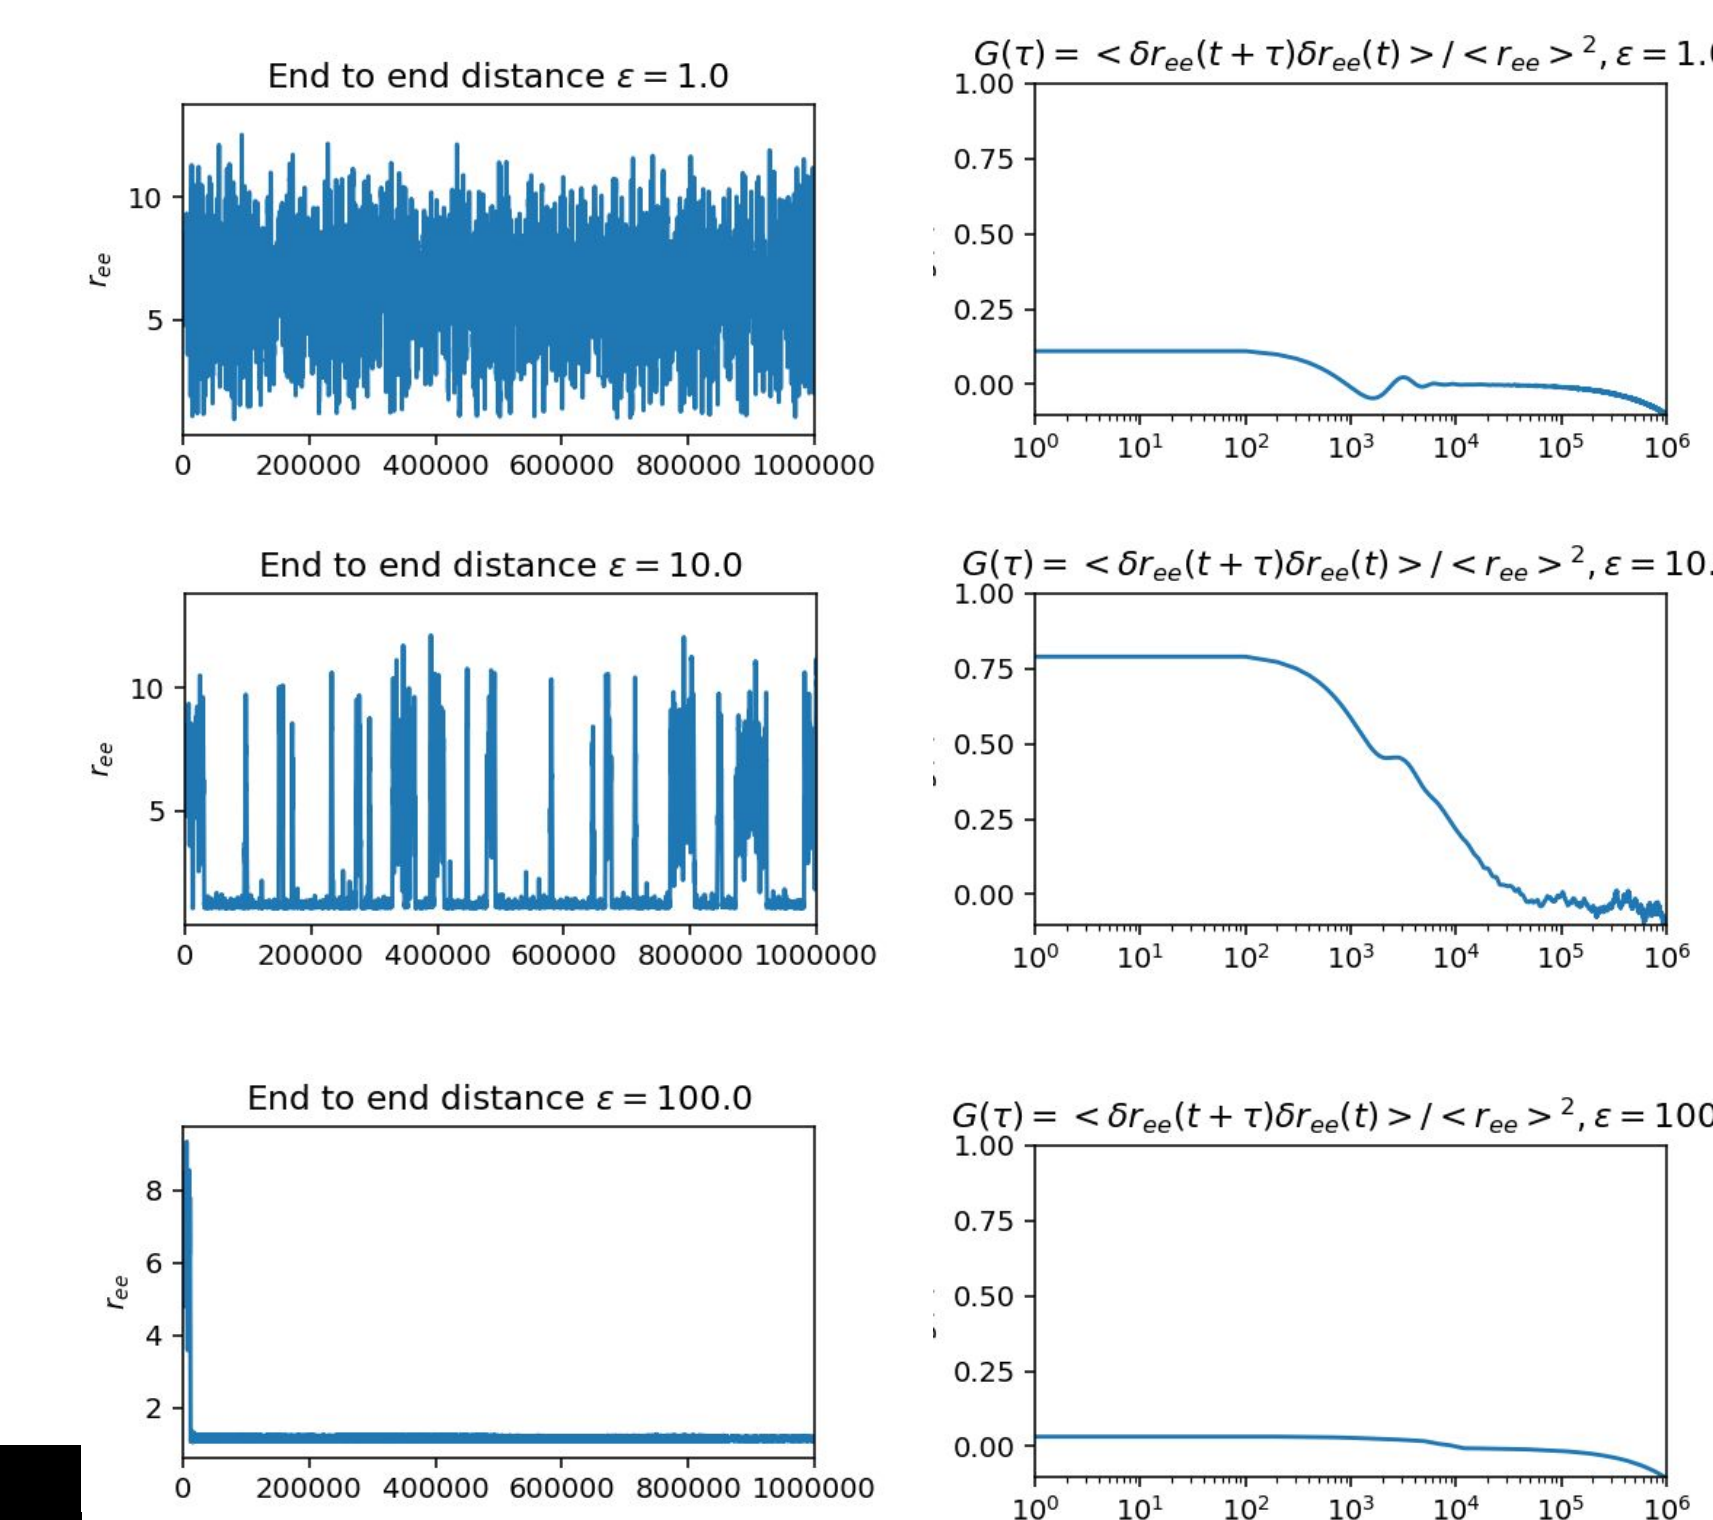 End to end distance ε = 1.0
10
5
r_ee
0 200000 400000 600000 800000 1000000
G(τ) = < δr_ee(t + τ)δr_ee(t) > / < r_ee >², ε = 1.0
1.00
0.75
0.50
0.25
0.00
10⁰ 10¹ 10² 10³ 10⁴ 10⁵ 10⁶
End to end distance ε = 10.0
10
5
r_ee
0 200000 400000 600000 800000 1000000
G(τ) = < δr_ee(t + τ)δr_ee(t) > / < r_ee >², ε = 10.
1.00
0.75
0.50
0.25
0.00
10⁰ 10¹ 10² 10³ 10⁴ 10⁵ 10⁶
End to end distance ε = 100.0
8
6
4
2
r_ee
0 200000 400000 600000 800000 1000000
G(τ) = < δr_ee(t + τ)δr_ee(t) > / < r_ee >², ε = 100
1.00
0.75
0.50
0.25
0.00
10⁰ 10¹ 10² 10³ 10⁴ 10⁵ 10⁶